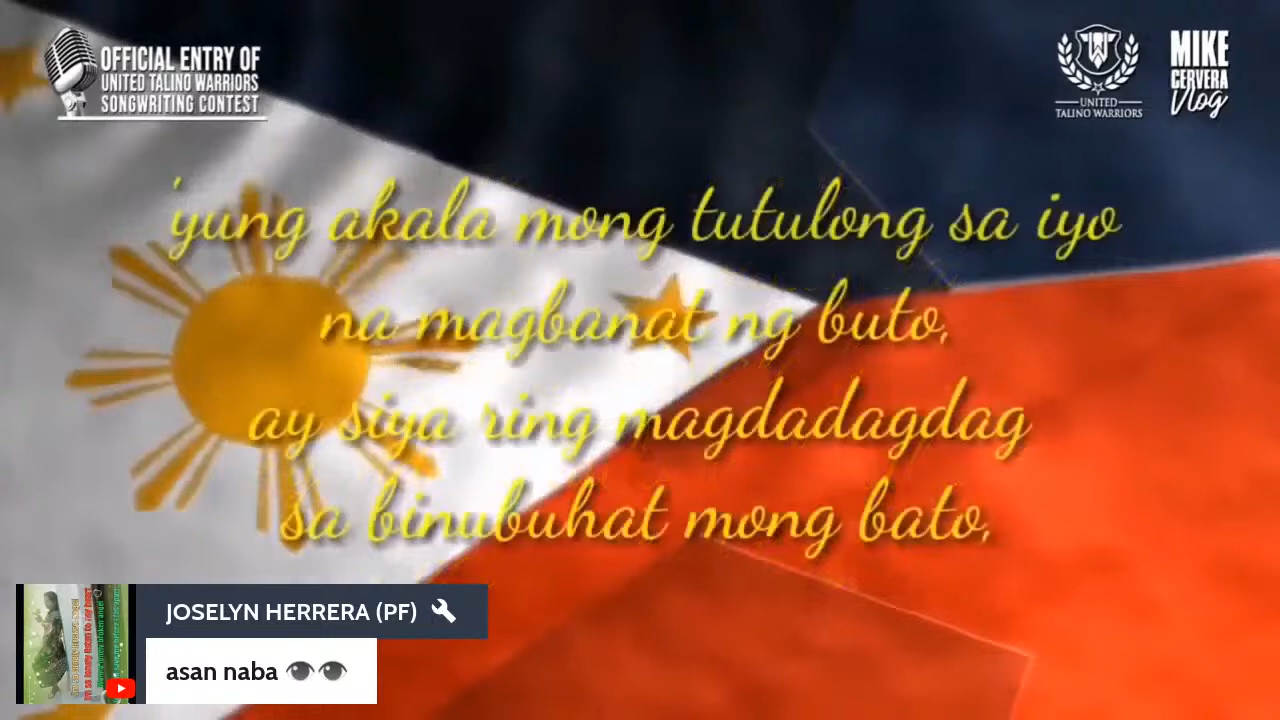 OFFICIAL ENTRY OF
UNITED TALINO WARRIORS
SONGWRITING CONTEST
UNITED
TALINO WARRIORS
MIKE
CERVERA
Vlog
'yung akala mong tutulong sa iyo
na magbanat ng buto,
ay siya ring magdadagdag
sa binubuhat mong bato,
JOSELYN HERRERA (PF)
asan naba 👁️👁️